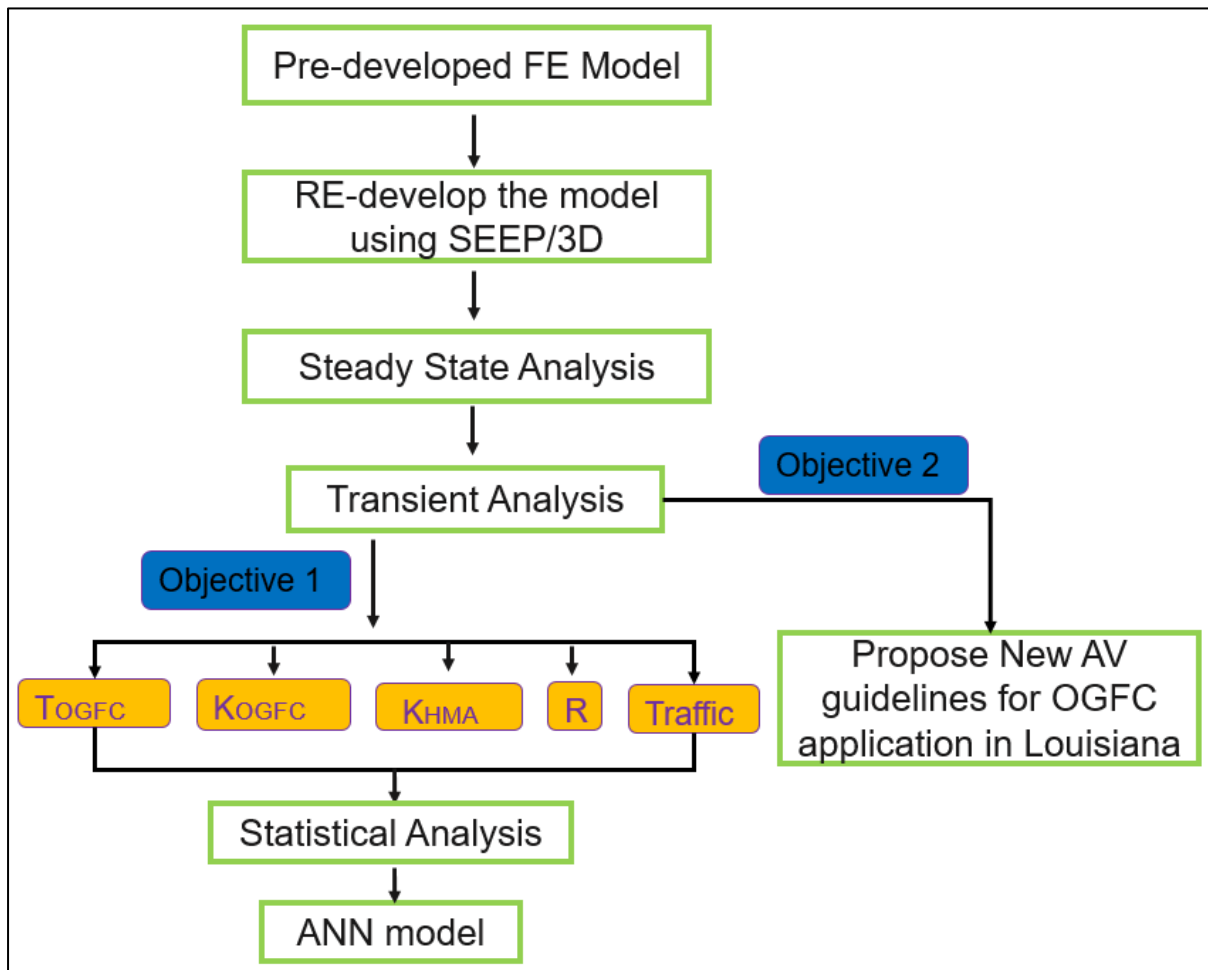 Pre-developed FE Model
RE-develop the model
using SEEP/3D
Steady State Analysis
Transient Analysis
Objective 2
Objective 1
TOGFC
KOGFC
KHMA
R
Traffic
Propose New AV
guidelines for OGFC
application in Louisiana
Statistical Analysis
ANN model